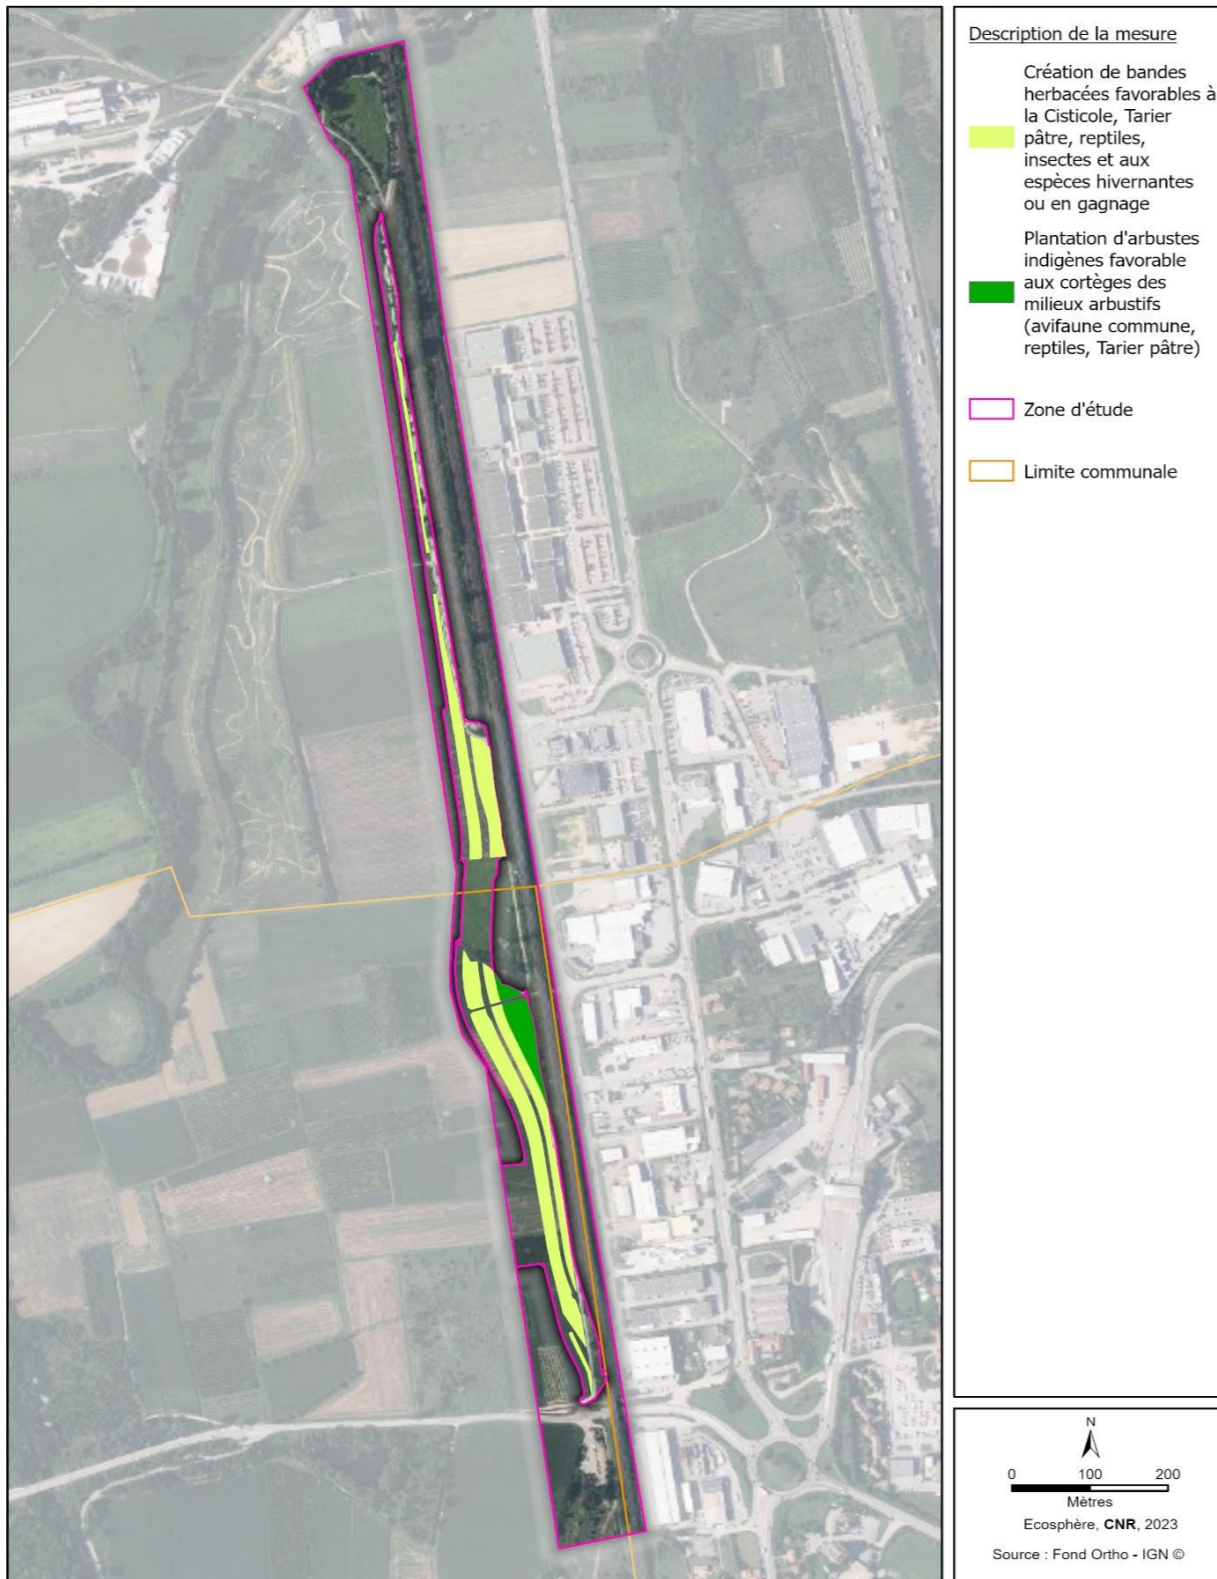 Description de la mesure
Création de bandes
herbacées favorables à
la Cisticole, Tarier
pâtre, reptiles,
insectes et aux
espèces hivernantes
ou en gagnage
Plantation d'arbustes
indigènes favorable
aux cortèges des
milieux arbustifs
(avifaune commune,
reptiles, Tarier pâtre)
Zone d'étude
Limite communale
N
0 100 200
Mètres
Ecosphère, CNR, 2023
Source : Fond Ortho - IGN ©